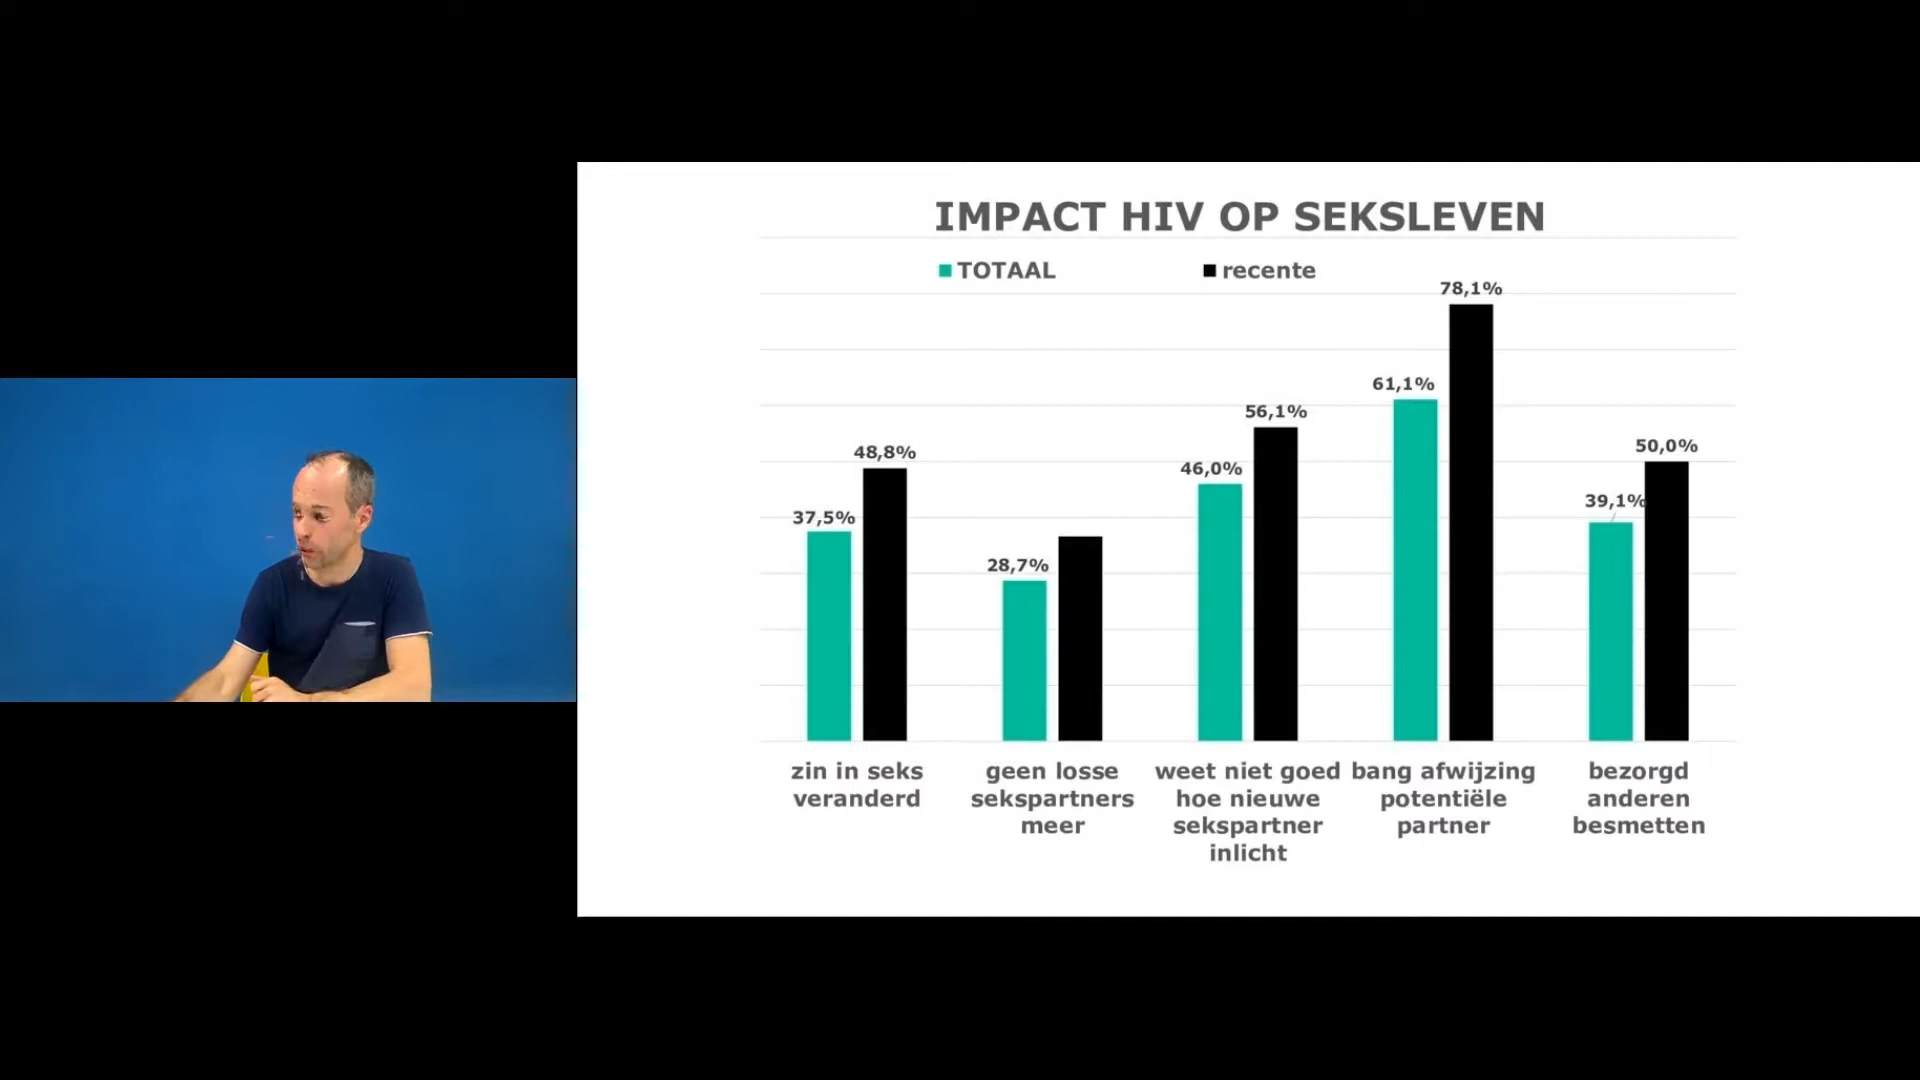 IMPACT HIV OP SEKSLEVEN
TOTAAL recente
78,1%
61,1%
56,1%
48,8%
46,0%
50,0%
37,5%
39,1%
28,7%
zin in seks
veranderd
geen losse
sekspartners
meer
weet niet goed
hoe nieuwe
sekspartner
inlicht
bang afwijzing
potentiële
partner
bezorgd
anderen
besmetten